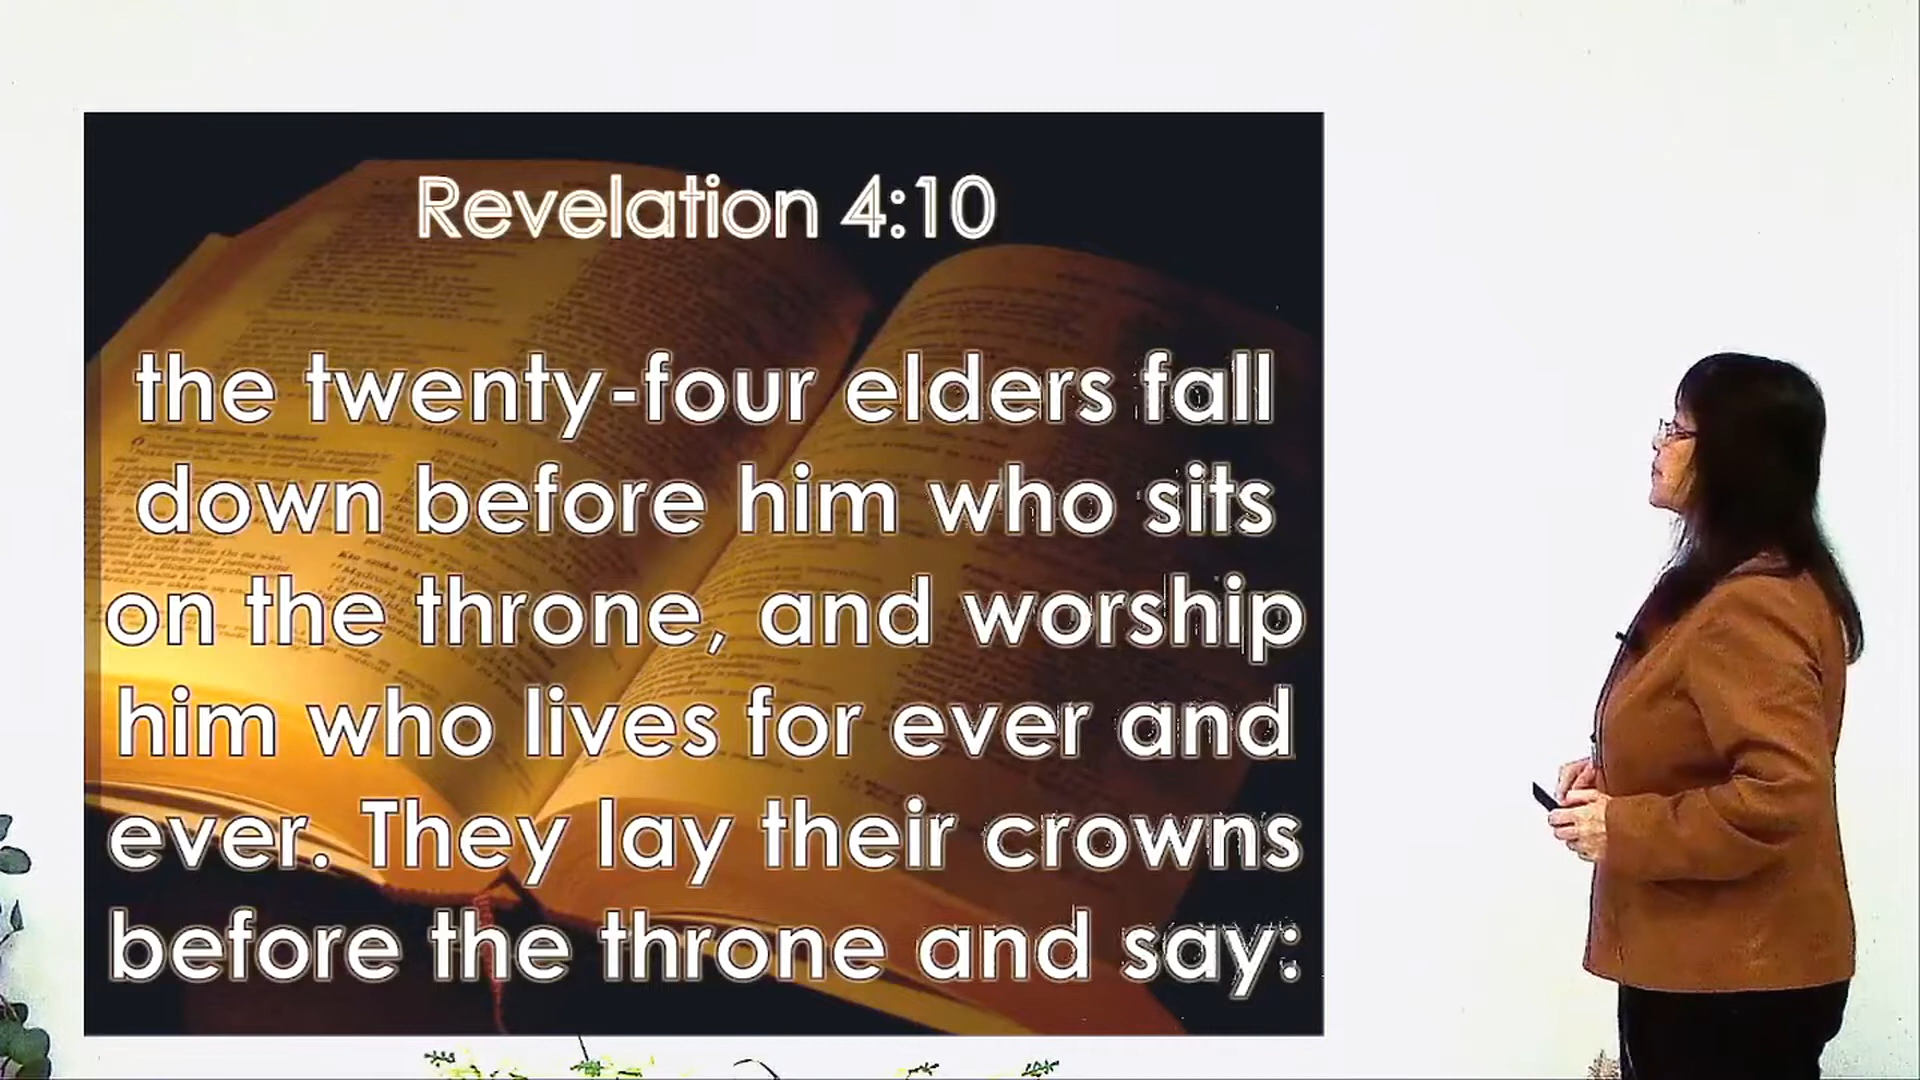 Revelation 4:10
the twenty-four elders fall
down before him who sits
on the throne, and worship
him who lives for ever and
ever. They lay their crowns
before the throne and say: